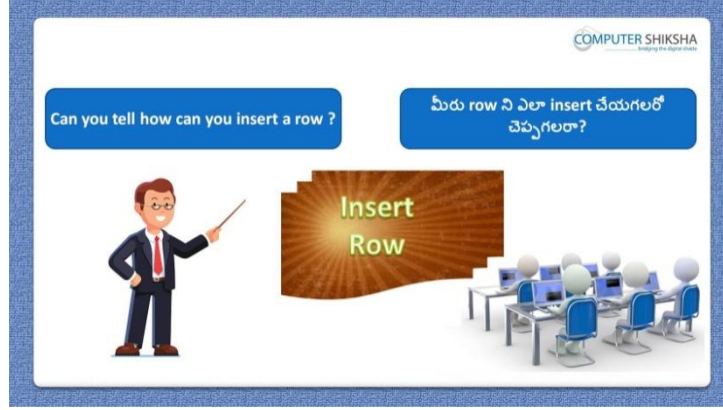 COMPUTER SHIKSHA
bridging the digital divide
Can you tell how can you insert a row ?
మీరు row ని ఎలా insert చేయగలరో
చెప్పగలరా?
Insert
Row